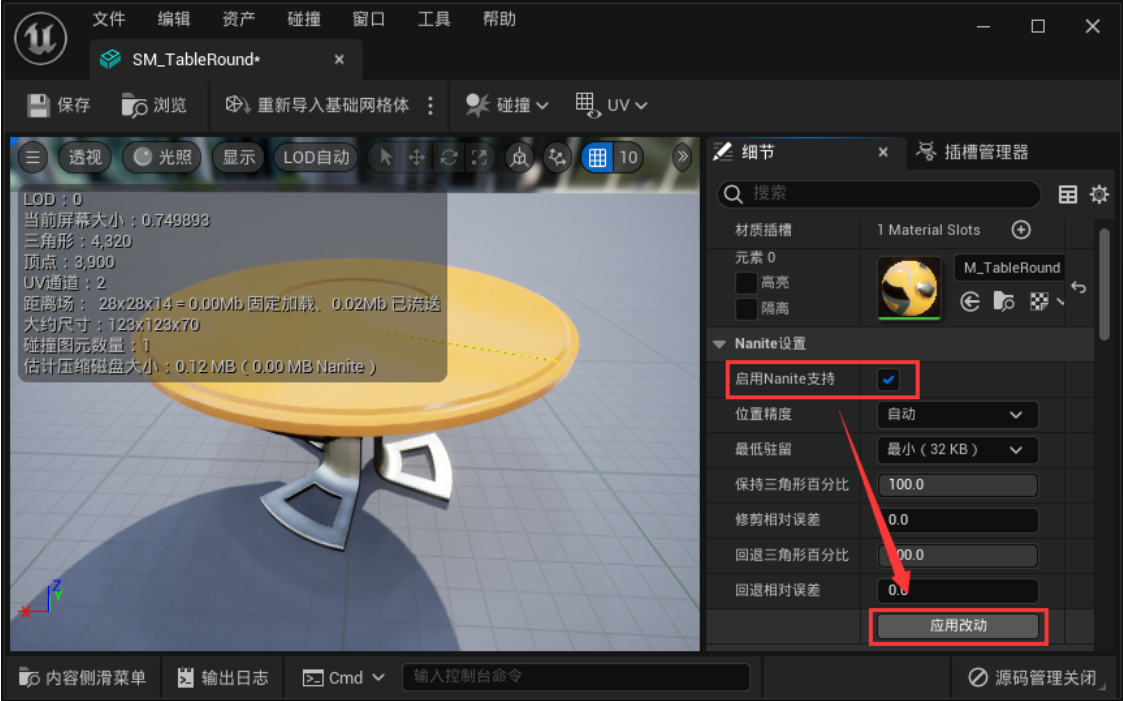 文件 编辑 资产 碰撞 窗口 工具 帮助
SM_TableRound*
保存 浏览 重新导入基础网格体 碰撞 UV
透视 光照 显示 LOD自动 10
LOD：0
当前屏幕大小：0.749893
三角形：4,320
顶点：3,900
UV通道：2
距离场： 28x28x14 = 0.00Mb 固定加载、0.02Mb 已流送
大约尺寸：123x123x70
碰撞图元数量：1
估计压缩磁盘大小：0.12 MB（0.00 MB Nanite ）
Z
Y
X
细节 插槽管理器
搜索
材质插槽 1 Material Slots
元素 0 M_TableRound
高亮
隔离
Nanite设置
启用Nanite支持
位置精度 自动
最低驻留 最小（32 KB）
保持三角形百分比 100.0
修剪相对误差 0.0
回退三角形百分比 00.0
回退相对误差 0.0
应用改动
内容侧滑菜单 输出日志 Cmd 输入控制台命令 源码管理关闭